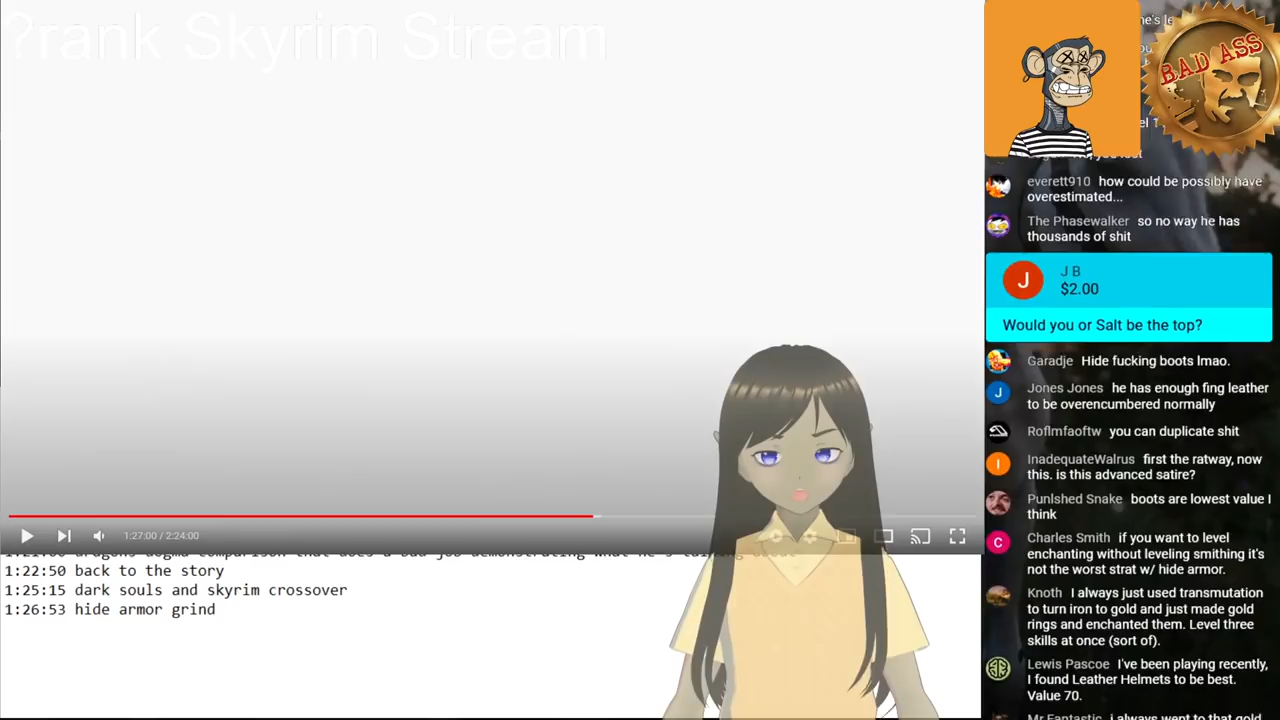 ?rank Skyrim Stream
1:27:00 / 2:24:00
1:22:50 back to the story
1:25:15 dark souls and skyrim crossover
1:26:53 hide armor grind
BAD ASS
everett910 how could be possibly have
overestimated...
The Phasewalker so no way he has
thousands of shit
J
J B
$2.00
Would you or Salt be the top?
Garadje Hide fucking boots lmao.
J
Jones Jones he has enough fing leather
to be overencumbered normally
Roflmfaoftw you can duplicate shit
I
InadequateWalrus first the ratway, now
this. is this advanced satire?
Punlshed Snake boots are lowest value I
think
C
Charles Smith if you want to level
enchanting without leveling smithing it's
not the worst strat w/ hide armor.
Knoth I always just used transmutation
to turn iron to gold and just made gold
rings and enchanted them. Level three
skills at once (sort of).
Lewis Pascoe I've been playing recently,
I found Leather Helmets to be best.
Value 70.
Mr Fantastic i always went to that gold